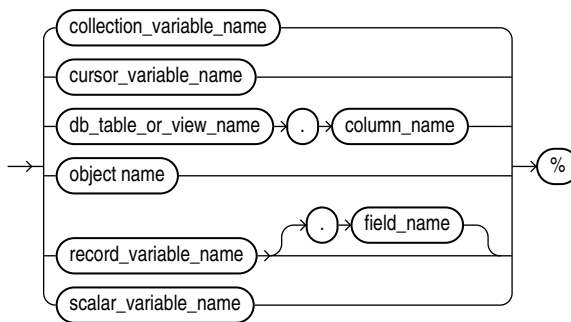 collection_variable_name
cursor_variable_name
db_table_or_view_name . column_name
object name %
record_variable_name . field_name
scalar_variable_name